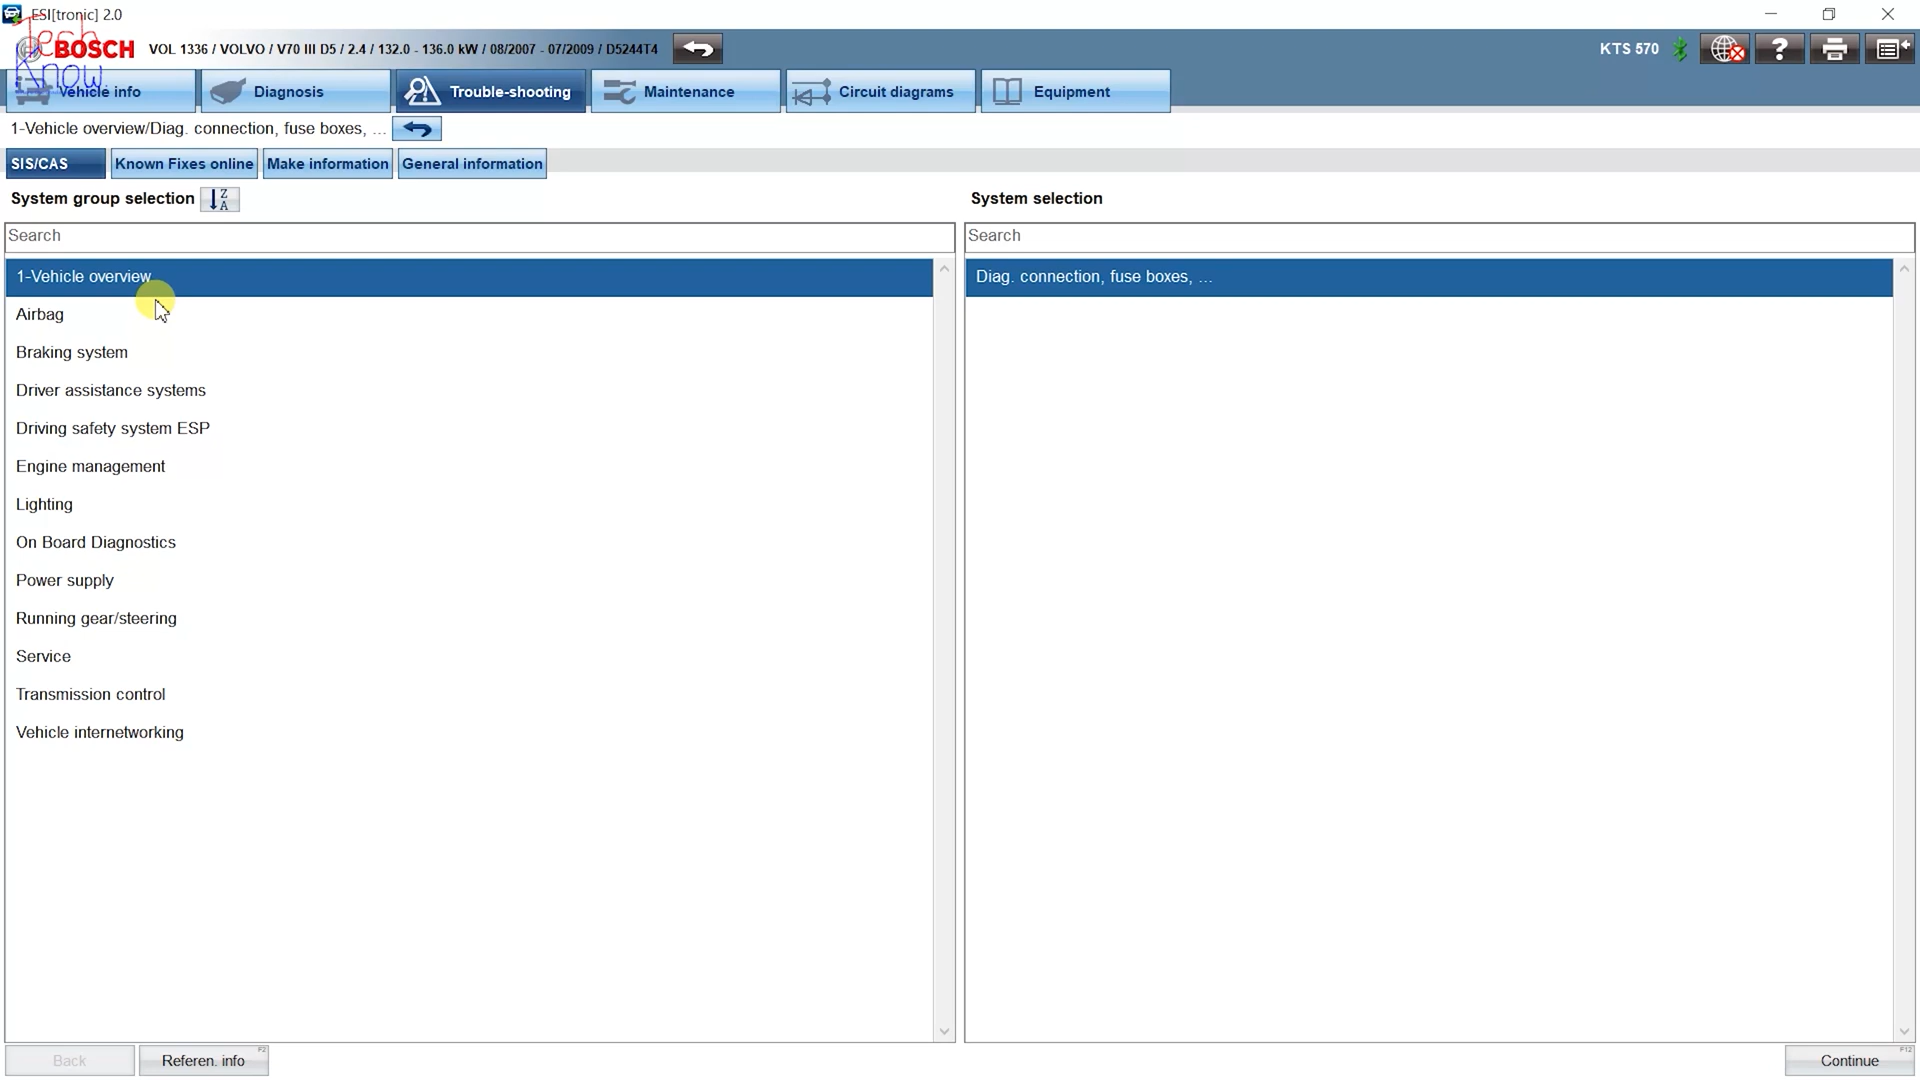 ESI[tronic] 2.0
Tech
Know
BOSCH
VOL 1336 / VOLVO / V70 III D5 / 2.4 / 132.0 - 136.0 kW / 08/2007 - 07/2009 / D5244T4
KTS 570
?
Vehicle info
Diagnosis
Trouble-shooting
Maintenance
Circuit diagrams
Equipment
1-Vehicle overview/Diag. connection, fuse boxes, ...
SIS/CAS
Known Fixes online
Make information
General information
System group selection
Z
A
System selection
Search
Search
1-Vehicle overview
Diag. connection, fuse boxes, ...
Airbag
Braking system
Driver assistance systems
Driving safety system ESP
Engine management
Lighting
On Board Diagnostics
Power supply
Running gear/steering
Service
Transmission control
Vehicle internetworking
Back
Referen. info
F2
Continue
F12